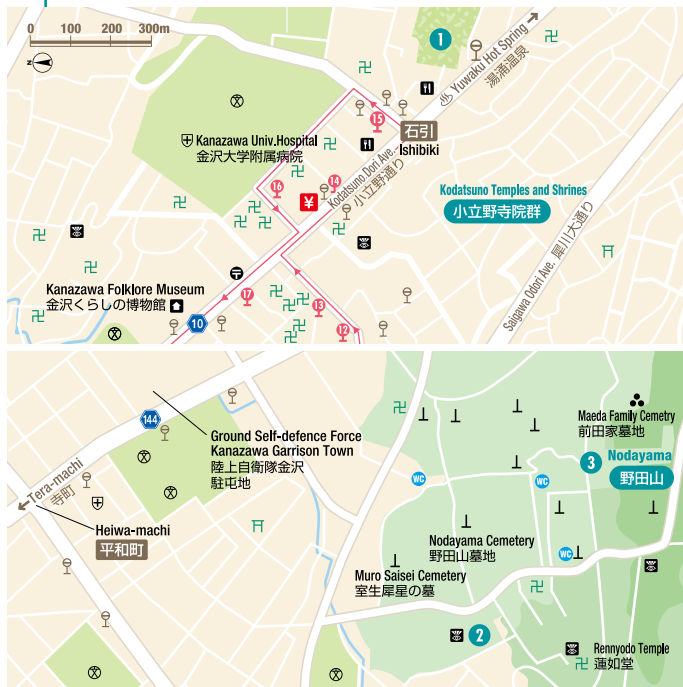 0 100 200 300m
N
1
Yuwaku Hot Spring
湯涌温泉
15
石引
Ishibiki
Kanazawa Univ.Hospital
金沢大学附属病院
16
14
¥
Kodatsuno Dori Ave.
小立野通り
Kodatsuno Temples and Shrines
小立野寺院群
Saigawa Odori Ave. 犀川大通り
Kanazawa Folklore Museum
金沢くらしの博物館
17
13
12
10
144
Ground Self-defence Force
Kanazawa Garrison Town
陸上自衛隊金沢
駐屯地
Tera-machi
寺町
Heiwa-machi
平和町
Maeda Family Cemetry
前田家墓地
3 Nodayama
野田山
WC
WC
WC
Nodayama Cemetery
野田山墓地
Muro Saisei Cemetery
室生犀星の墓
2
Rennyodo Temple
蓮如堂